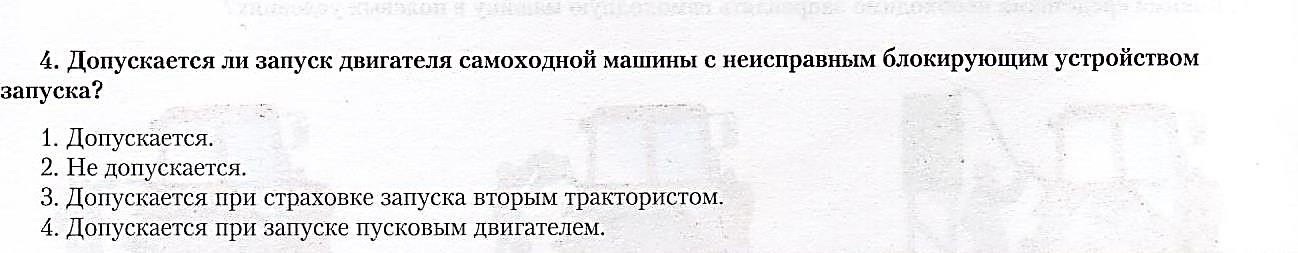 4. Допускается ли запуск двигателя самоходной машины с неисправным блокирующим устройством
запуска?
1. Допускается.
2. Не допускается.
3. Допускается при страховке запуска вторым трактористом.
4. Допускается при запуске пусковым двигателем.